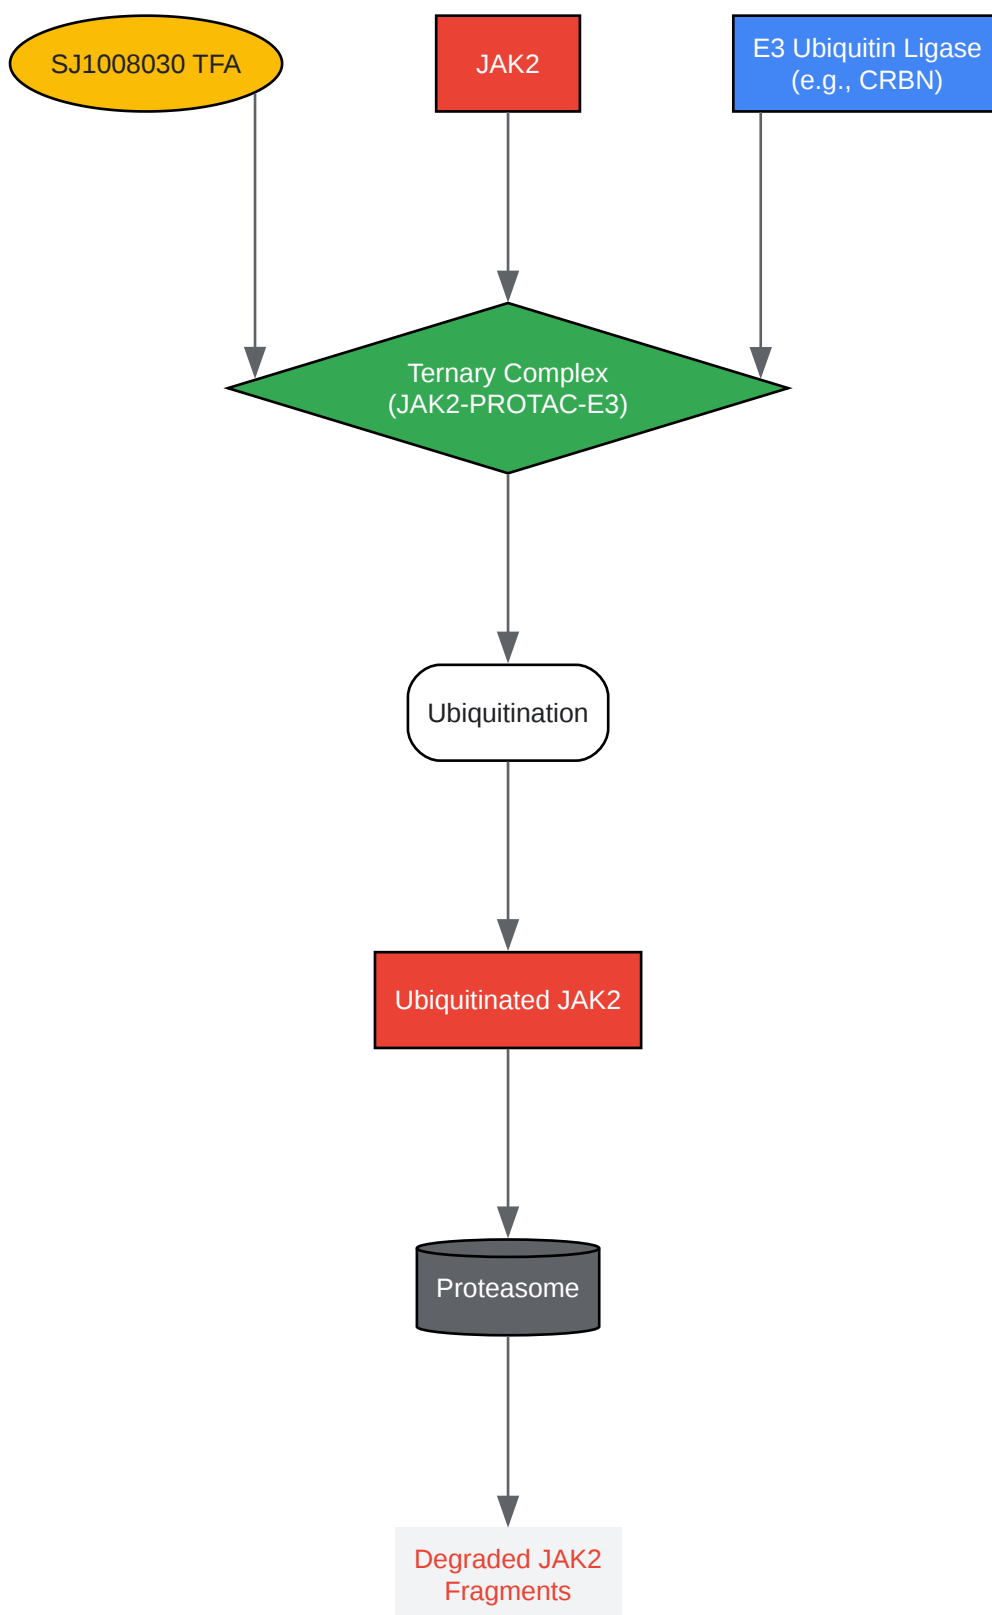 SJ1008030 TFA
JAK2
E3 Ubiquitin Ligase
(e.g., CRBN)
Ternary Complex
(JAK2-PROTAC-E3)
Ubiquitination
Ubiquitinated JAK2
Proteasome
Degraded JAK2
Fragments